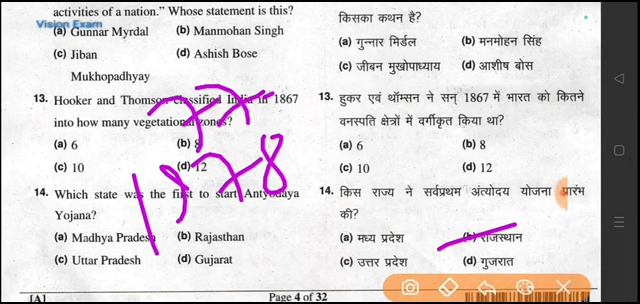 activities of a nation.” Whose statement is this?
Vision Exam
(a) Gunnar Myrdal (b) Manmohan Singh
(c) Jiban Mukhopadhyay (d) Ashish Bose
13. Hooker and Thomson classified India in 1867
into how many vegetational zones?
(a) 6 (b) 8
(c) 10 (d) 12
14. Which state was the first to start Antyodaya
Yojana?
(a) Madhya Pradesh (b) Rajasthan
(c) Uttar Pradesh (d) Gujarat
[A]
Page 4 of 32
किसका कथन है?
(a) गुन्नार मिर्डल (b) मनमोहन सिंह
(c) जीबन मुखोपाध्याय (d) आशीष बोस
13. हुकर एवं थॉम्सन ने सन् 1867 में भारत को कितने
वनस्पति क्षेत्रों में वर्गीकृत किया था?
(a) 6 (b) 8
(c) 10 (d) 12
14. किस राज्य ने सर्वप्रथम अंत्योदय योजना प्रारंभ
की?
(a) मध्य प्रदेश (b) राजस्थान
(c) उत्तर प्रदेश (d) गुजरात
77
1978